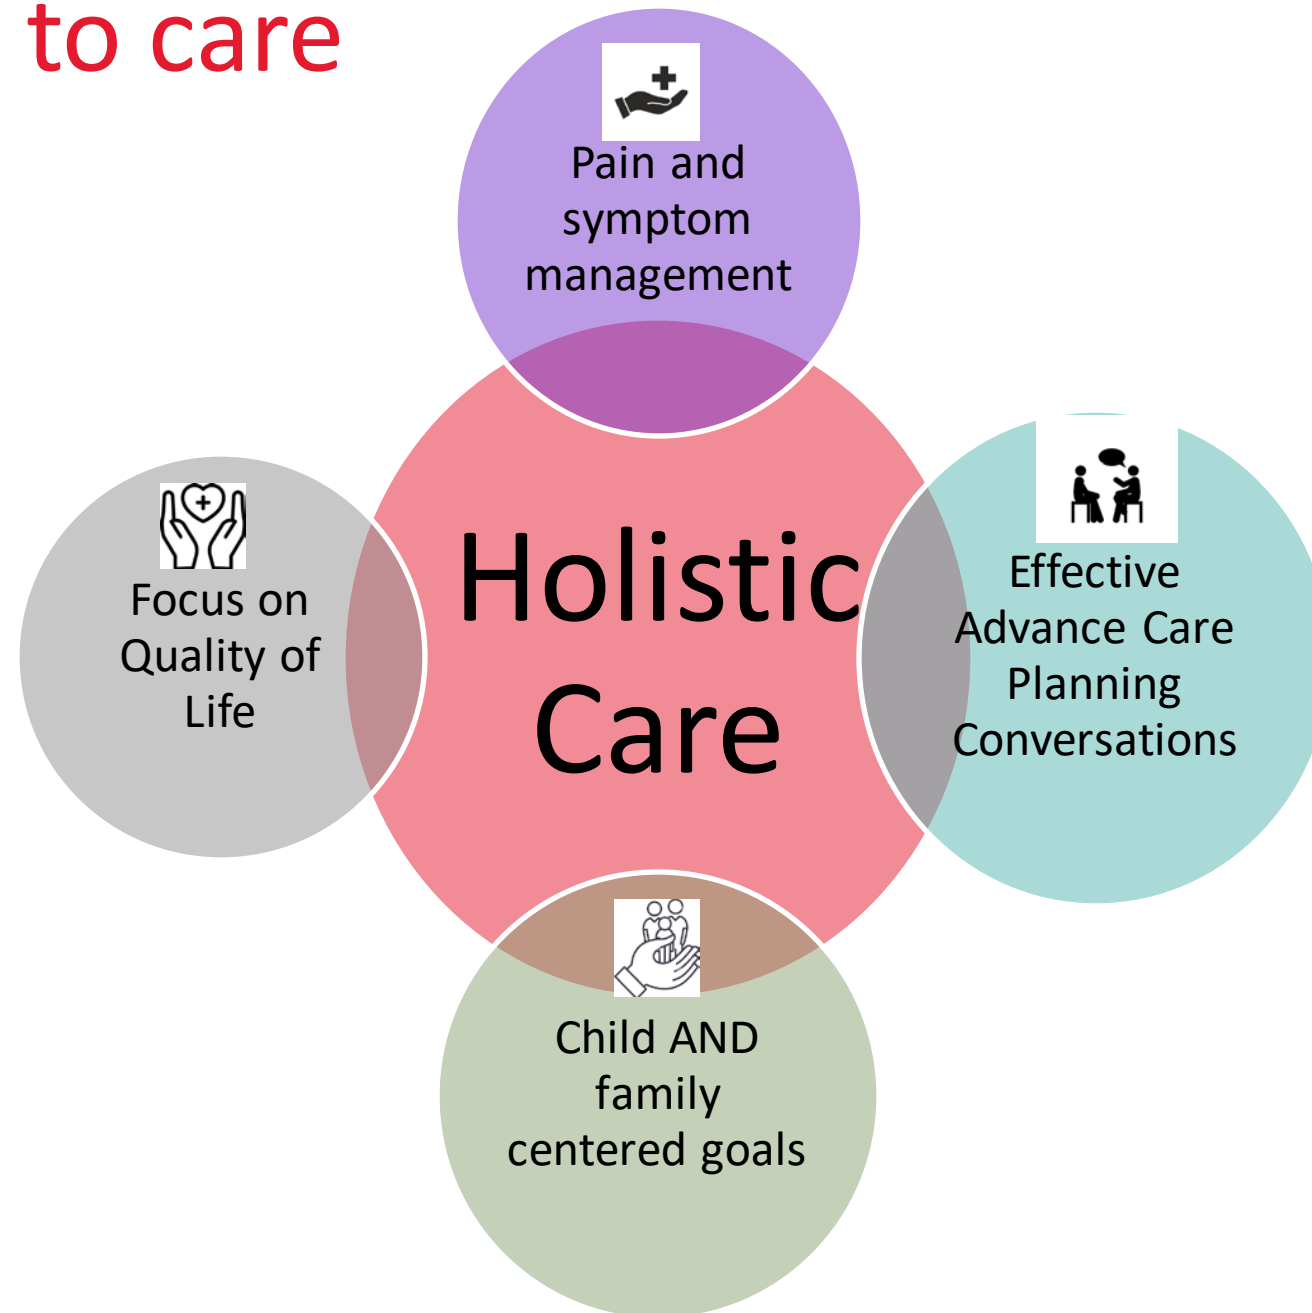 to care
Pain and
symptom
management
Focus on
Quality of
Life
Holistic
Care
Effective
Advance Care
Planning
Conversations
Child AND
family
centered goals